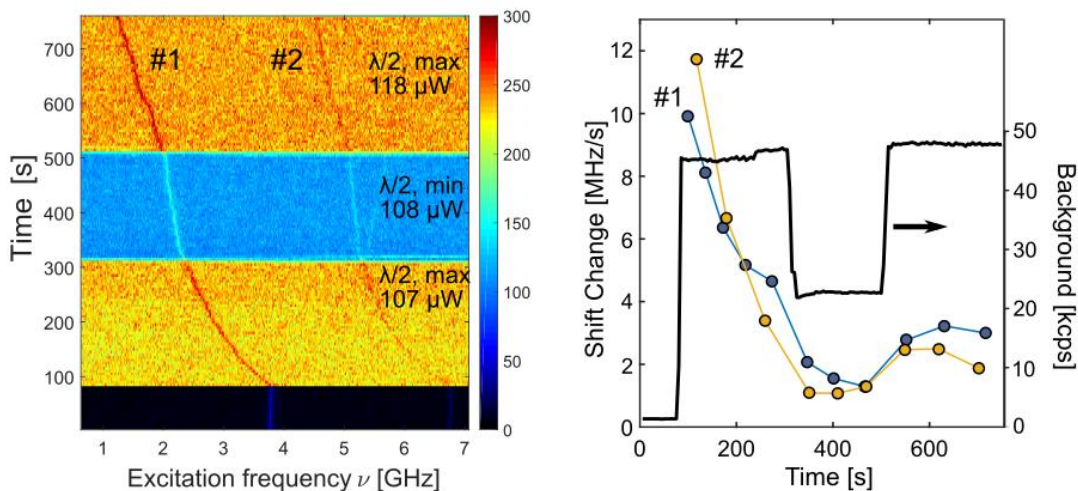 #1
#2
λ/2, max
118 μW
λ/2, min
108 μW
λ/2, max
107 μW
700
600
500
400
300
200
100
Time [s]
1 2 3 4 5 6 7
Excitation frequency ν [GHz]
300
250
200
150
100
50
0
#2
#1
12
10
8
6
4
2
0
Shift Change [MHz/s]
0 200 400 600
Time [s]
50
40
30
20
10
0
Background [kcps]